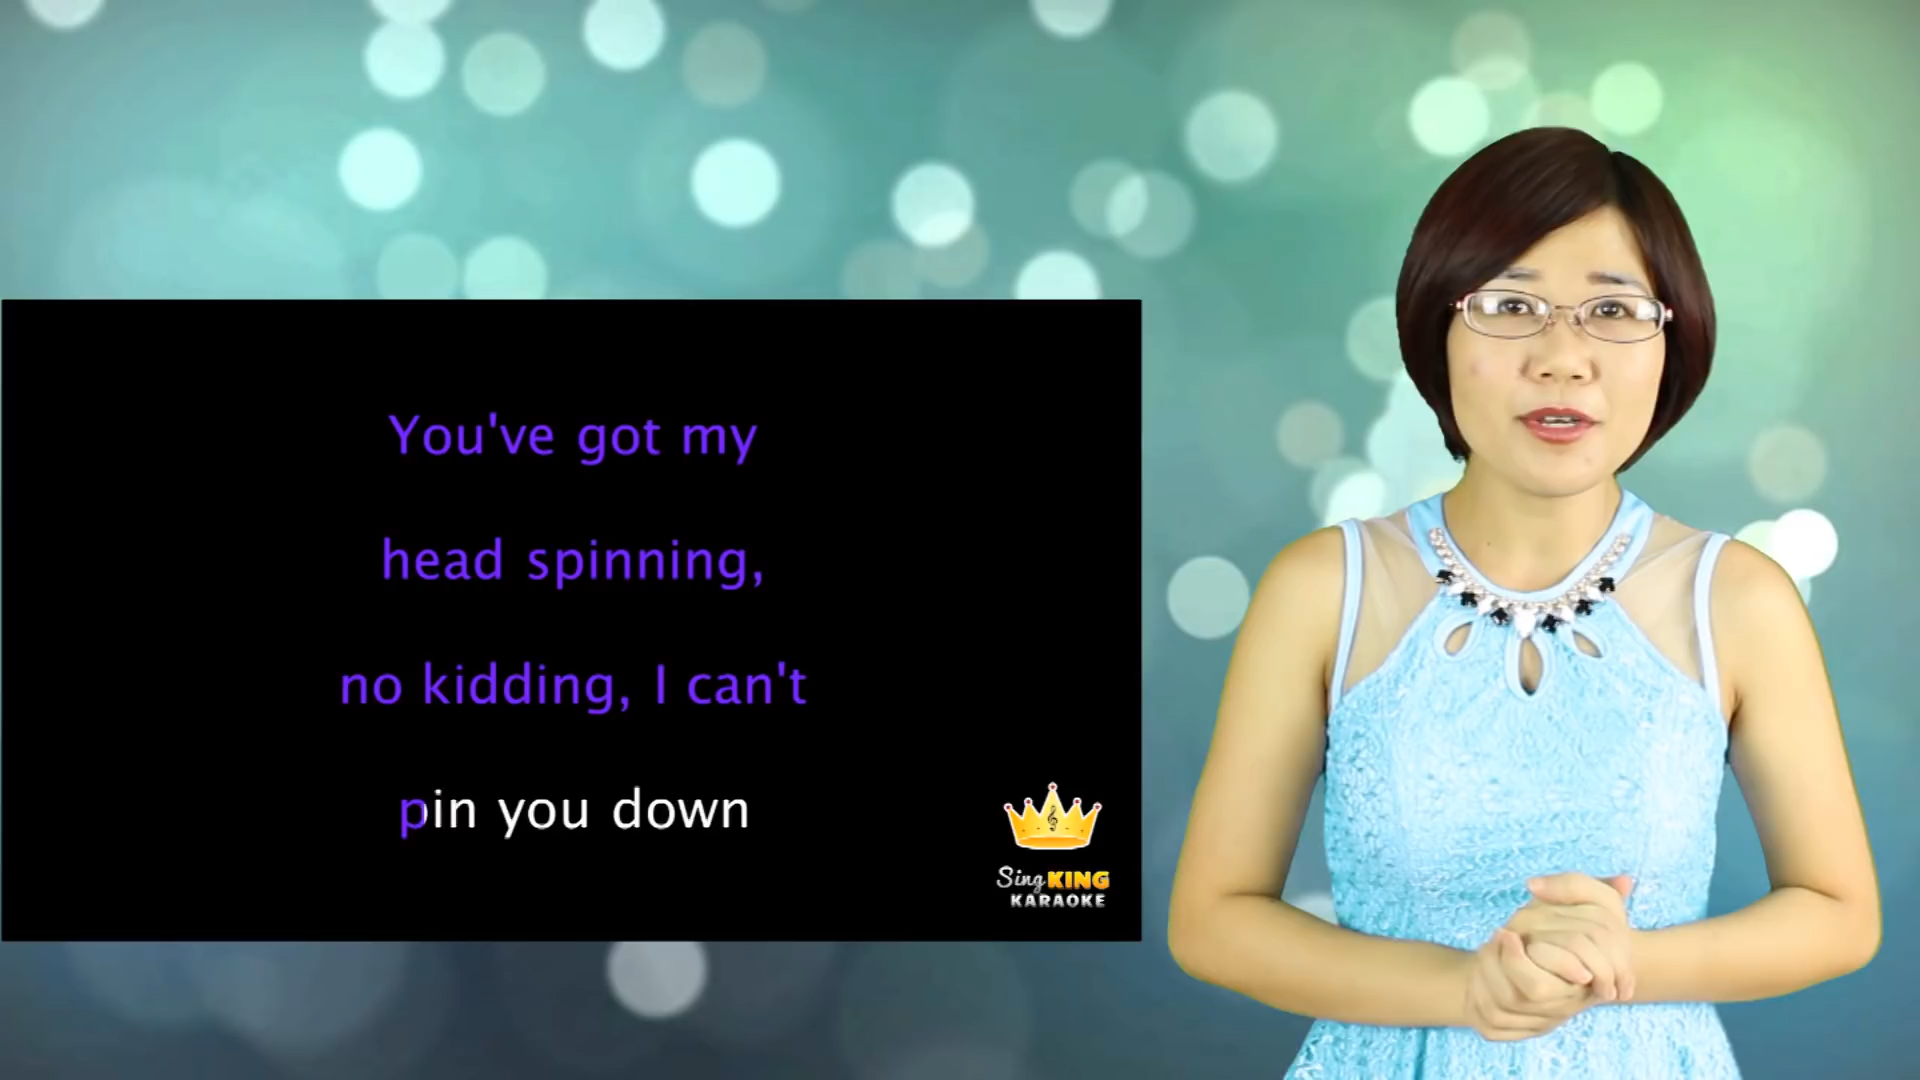 You've got my
head spinning,
no kidding, I can't
pin you down
Sing KING
KARAOKE